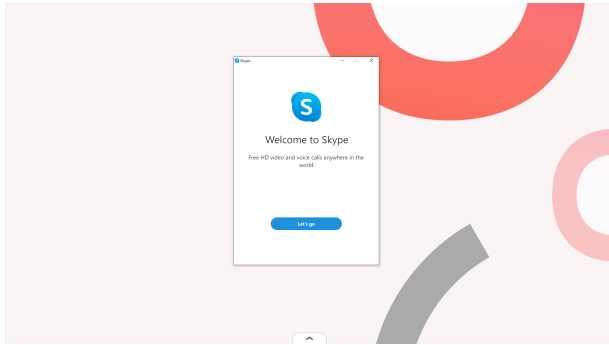 Skype
S
Welcome to Skype
Free HD video and voice calls anywhere in the
world.
Let's go